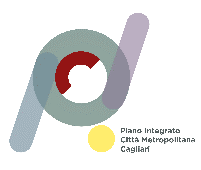 Piano Integrato
Città Metropolitana
Cagliari